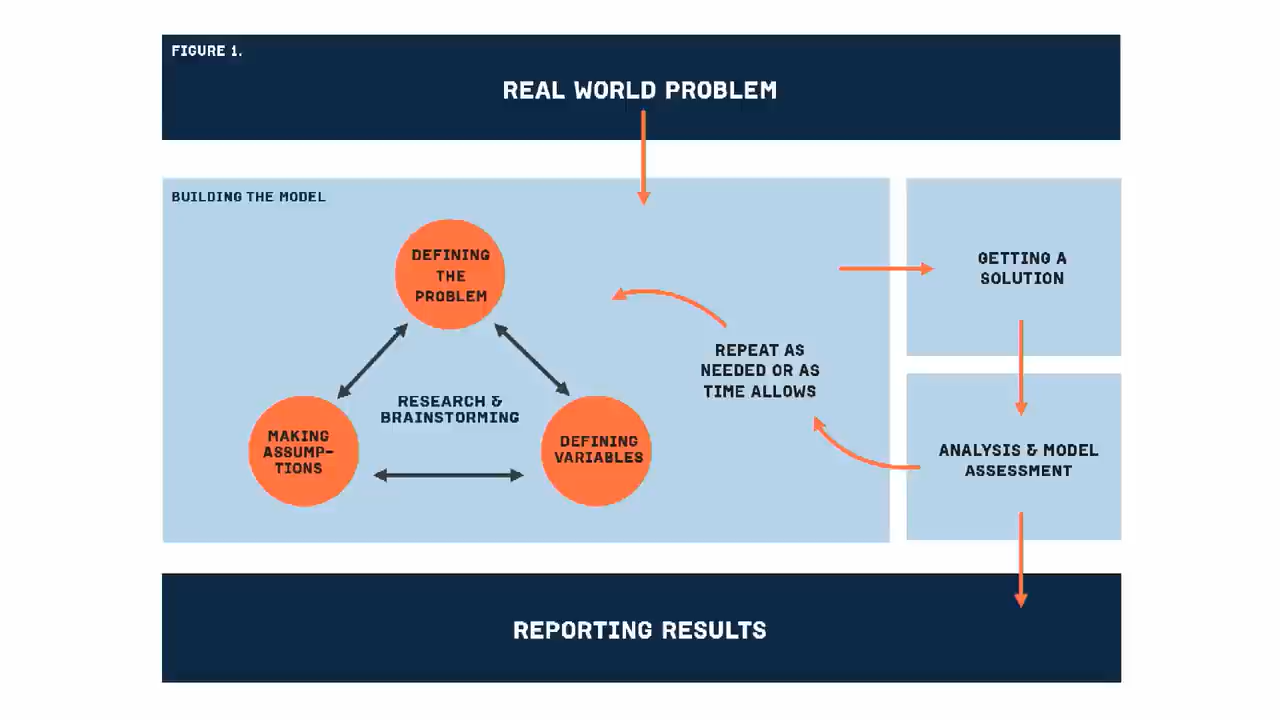 FIGURE 1.
REAL WORLD PROBLEM
BUILDING THE MODEL
DEFINING
THE
PROBLEM
RESEARCH &
BRAINSTORMING
MAKING
ASSUMP-
TIONS
DEFINING
VARIABLES
REPEAT AS
NEEDED OR AS
TIME ALLOWS
GETTING A
SOLUTION
ANALYSIS & MODEL
ASSESSMENT
REPORTING RESULTS